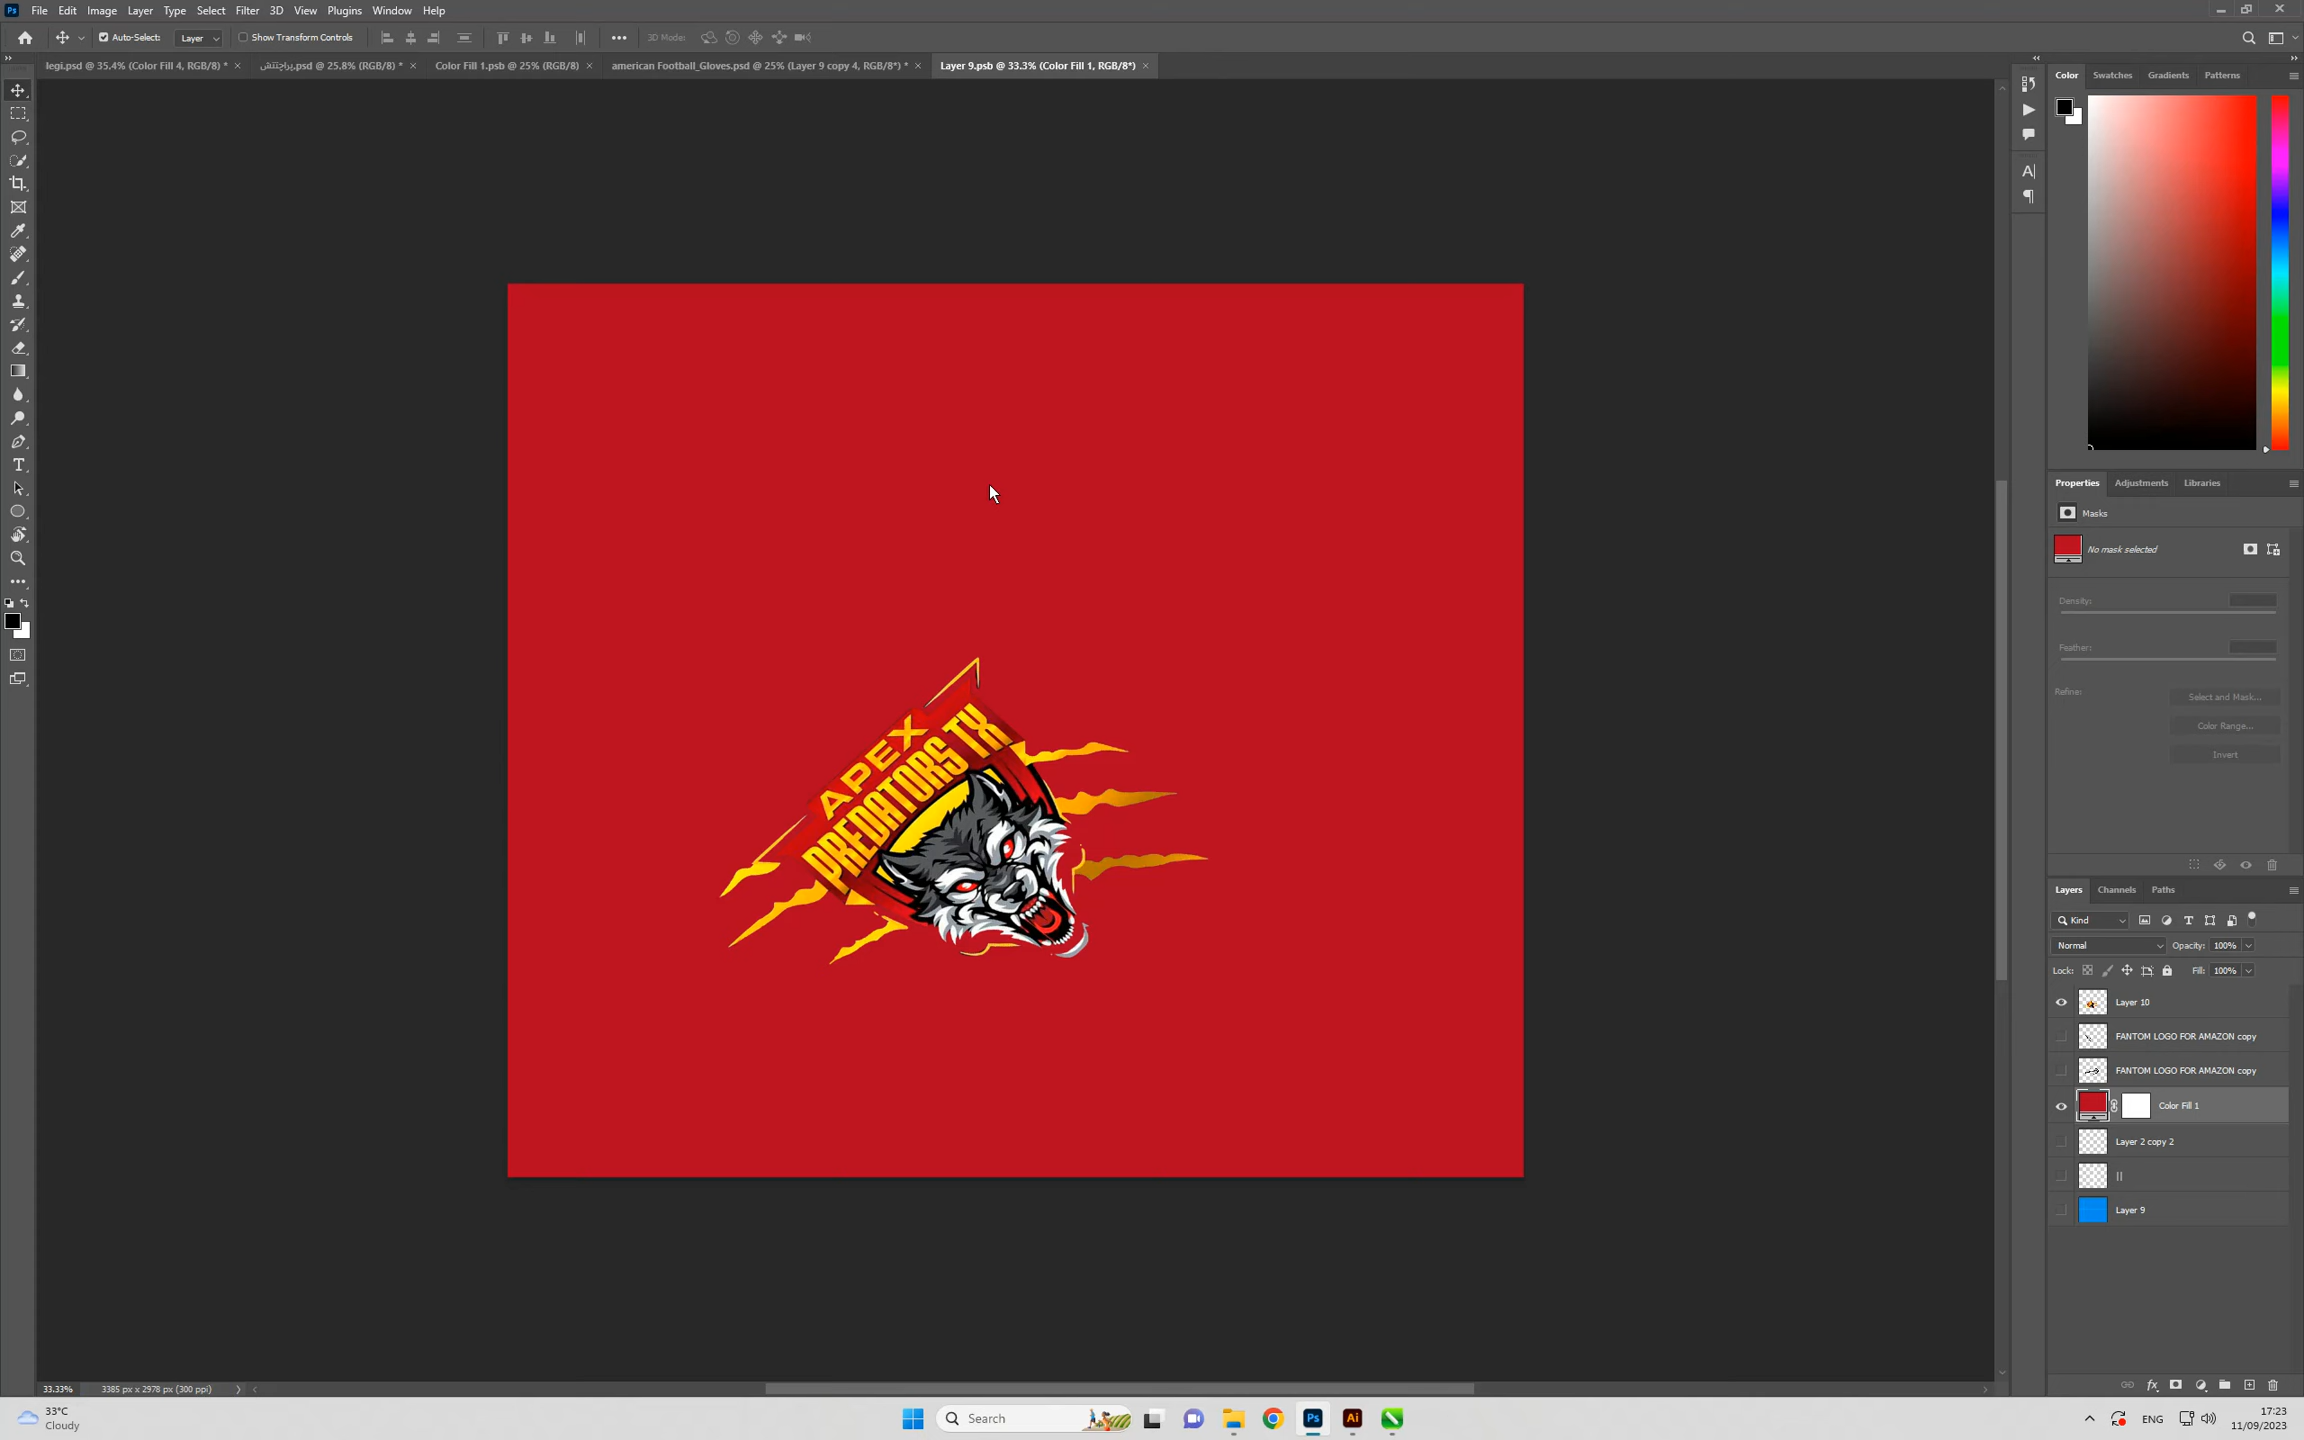 File Edit Image Layer Type Select Filter 3D View Plugins Window Help
Auto-Select: Layer Show Transform Controls 3D Mode:
legi.psd @ 35.4% (Color Fill 4, RGB/8) * Color Fill 1.psb @ 25% (RGB/8) american Football_Gloves.psd @ 25% (Layer 9 copy 4, RGB/8*) * Layer 9.psb @ 33.3% (Color Fill 1, RGB/8*)
.psd @ 25.8% (RGB/8) *
Color Swatches Gradients Patterns
APEX
PREDATORS TX
Properties Adjustments Libraries
Masks
No mask selected
Density:
Feather:
Refine: Select and Mask...
Color Range...
Invert
Layers Channels Paths
Kind
Normal Opacity: 100%
Lock: Fill: 100%
Layer 10
FANTOM LOGO FOR AMAZON copy
FANTOM LOGO FOR AMAZON copy
Color Fill 1
Layer 2 copy 2
Layer 9
33.33% 3385 px x 2978 px (300 ppi)
33°C
Cloudy
Search
ENG
17:23
11/09/2023